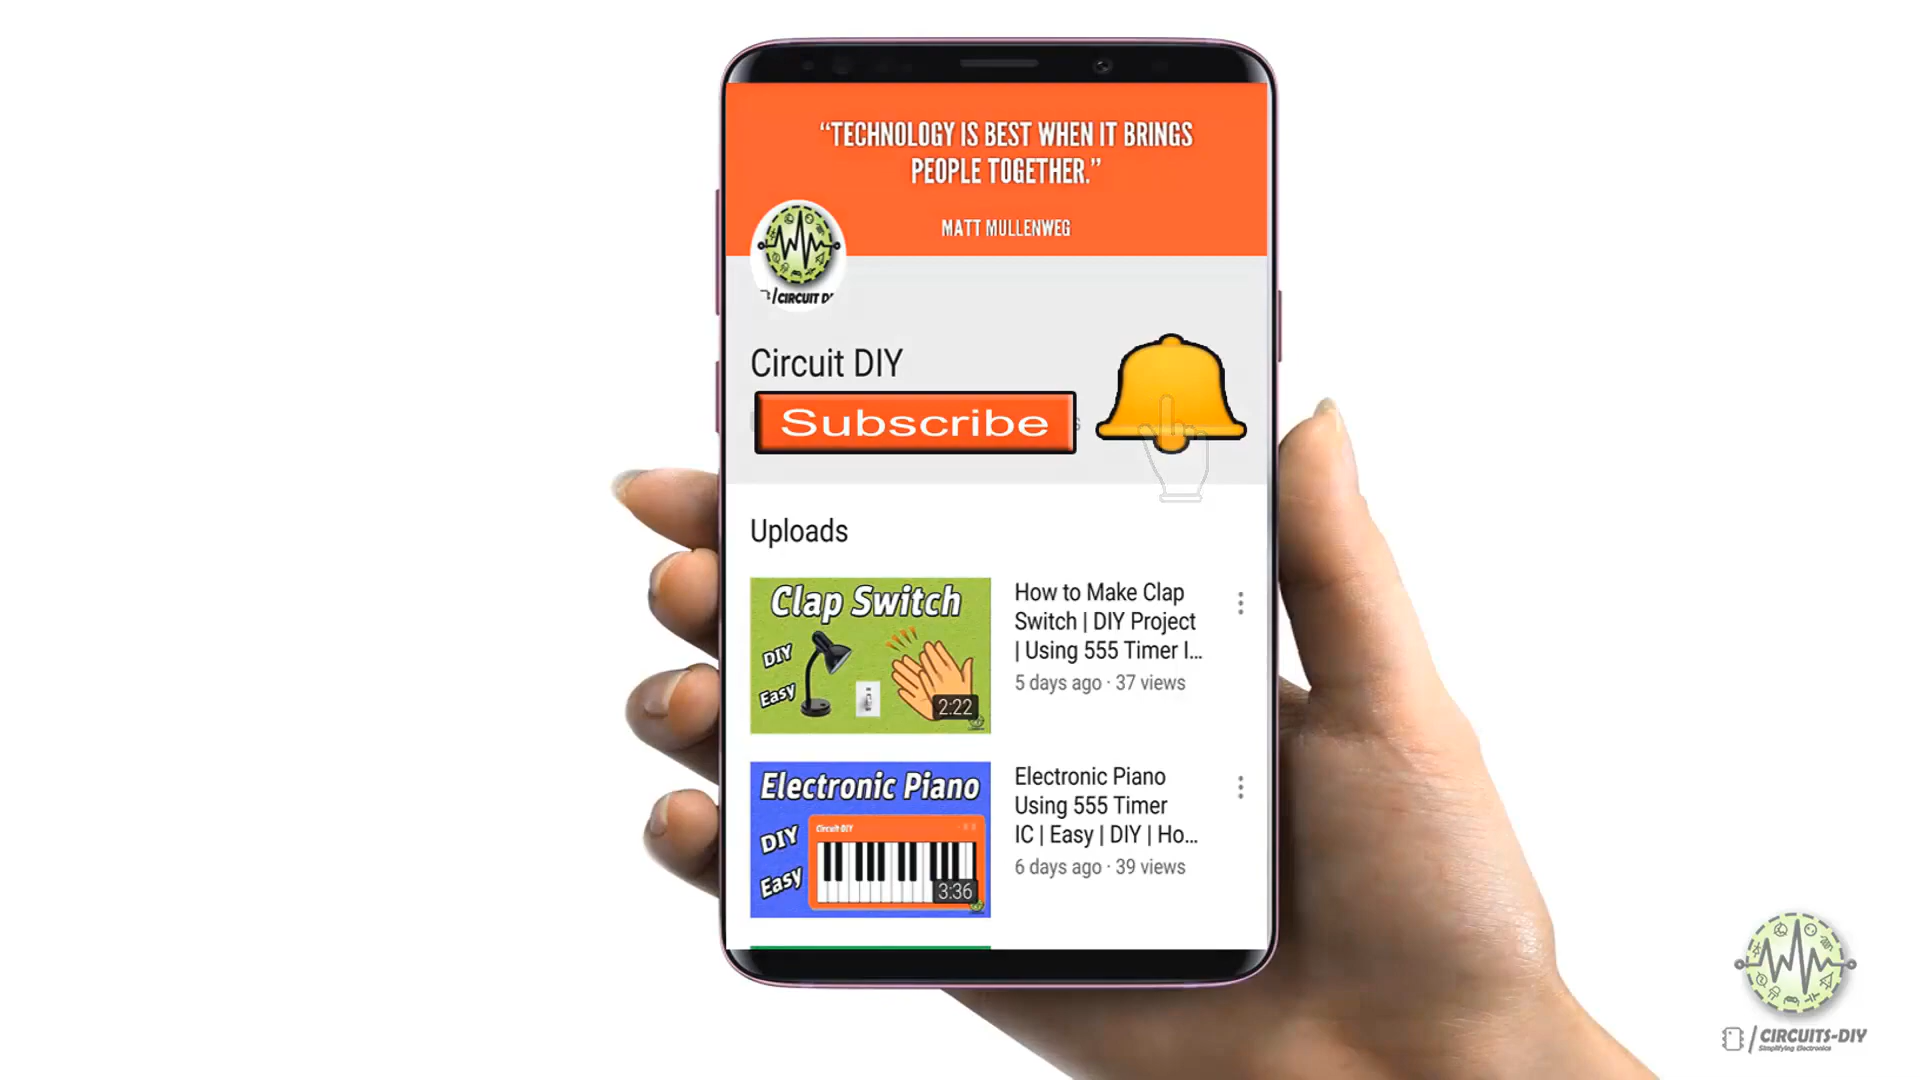 “TECHNOLOGY IS BEST WHEN IT BRINGS
PEOPLE TOGETHER.”
MATT MULLENWEG
/CIRCUIT D
Circuit DIY
Subscribe
Uploads
Clap Switch
DIY
Easy
2:22
How to Make Clap
Switch | DIY Project
| Using 555 Timer I...
5 days ago · 37 views
Electronic Piano
Circuit-DIY
DIY
Easy
3:36
Electronic Piano
Using 555 Timer
IC | Easy | DIY | Ho...
6 days ago · 39 views
/ CIRCUITS-DIY
Simplifying Electronics